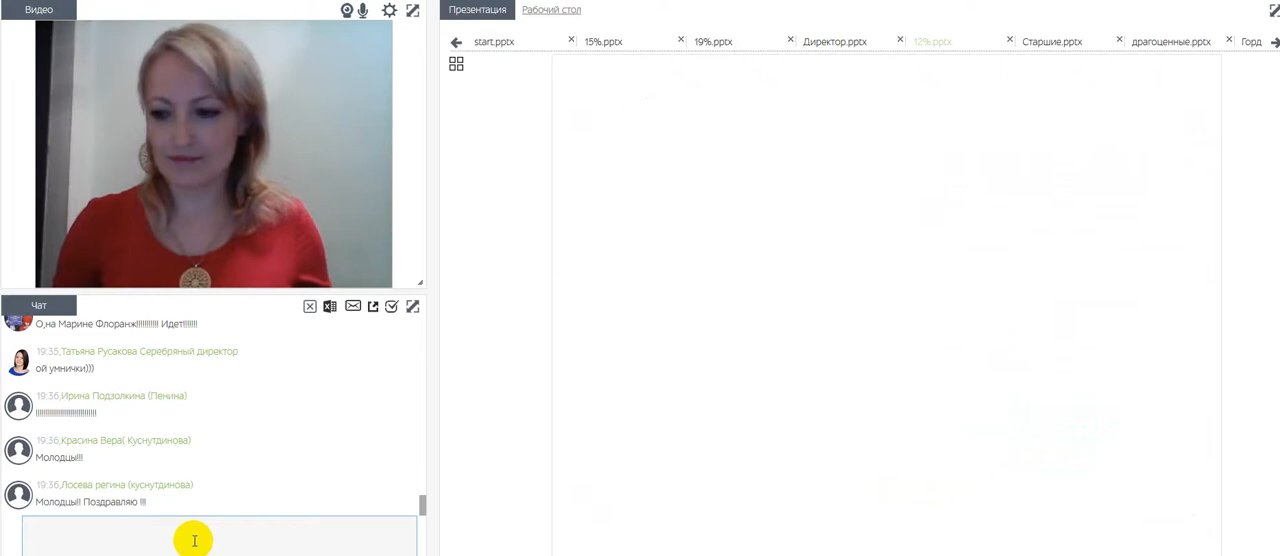 Видео
Презентация
Рабочий стол
start.pptx
15%.pptx
19%.pptx
Директор.pptx
12%.pptx
Старшие.pptx
драгоценные.pptx
Горд
Чат
О,на Марине Флоранж!!!!!!!!!!! Идет!!!!!!!
19:35,Татьяна Русакова Серебряный директор
ой умнички)))
19:36,Ирина Подзолкина (Пенина)
!!!!!!!!!!!!!!!!!!!!!!!!!!!!!!!
19:36,Красина Вера( Куснутдинова)
Молодцы!!!
19:36,Лосева регина (куснутдинова)
Молодцы!! Поздравляю !!!